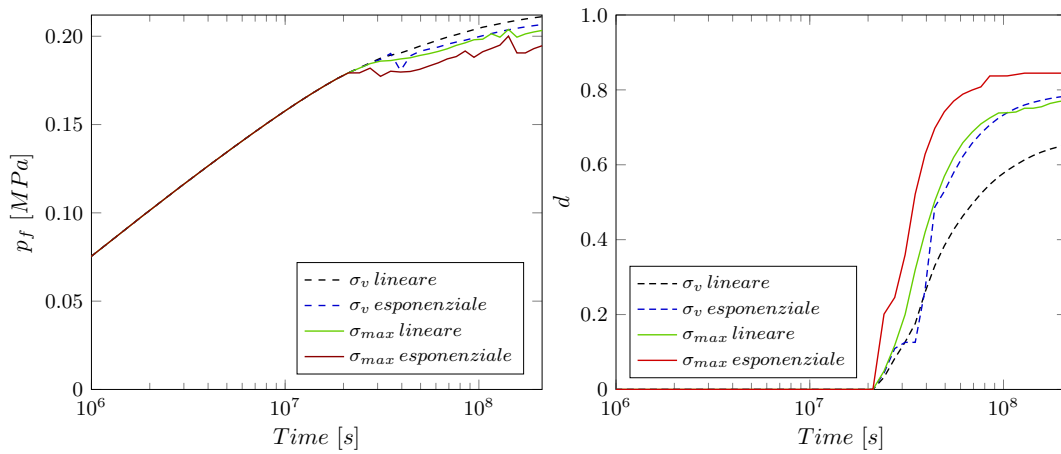 p_f [MPa]
0.20
0.15
0.10
0.05
0
10^6
10^7
10^8
Time [s]
σ_v lineare
σ_v esponenziale
σ_max lineare
σ_max esponenziale
d
1.0
0.8
0.6
0.4
0.2
0
10^6
10^7
10^8
Time [s]
σ_v lineare
σ_v esponenziale
σ_max lineare
σ_max esponenziale